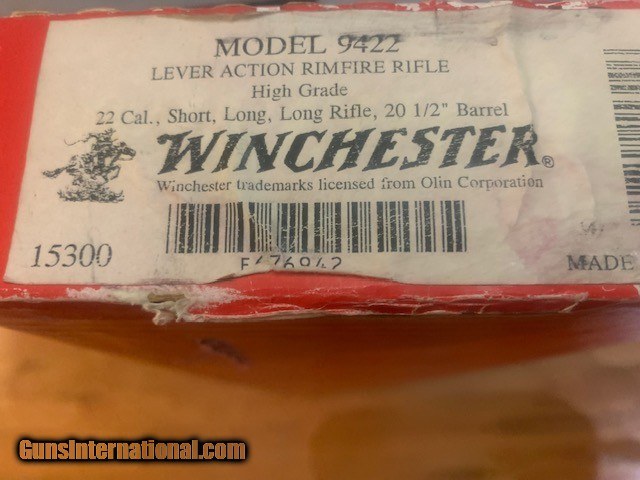 MODEL 9422
LEVER ACTION RIMFIRE RIFLE
High Grade
22 Cal., Short, Long, Long Rifle, 20 1/2" Barrel
WINCHESTER®
Winchester trademarks licensed from Olin Corporation
15300
F676942
MADE
GunsInternational.com